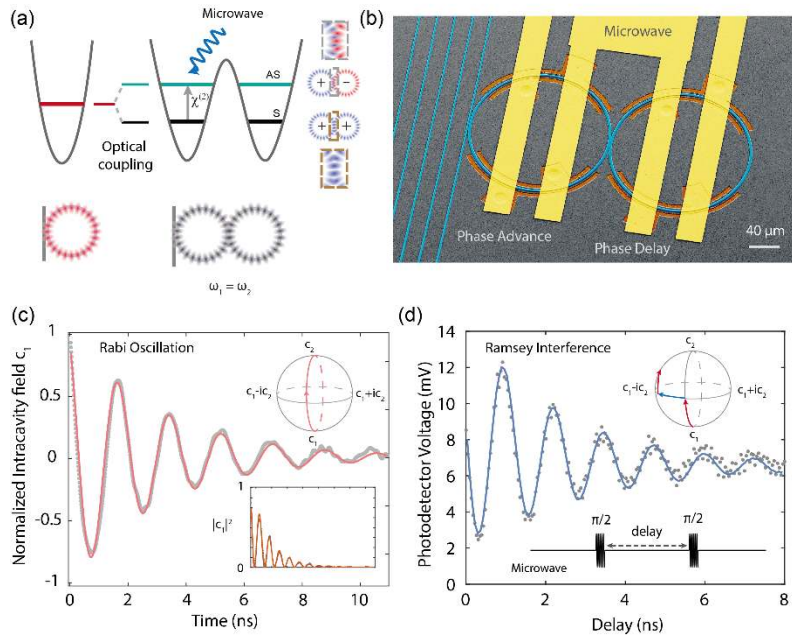 (a)
Microwave
AS
χ(2)
S
+
−
+
+
Optical
coupling
ω₁ = ω₂
(b)
Microwave
Phase Advance
Phase Delay
40 μm
(c)
Rabi Oscillation
Normalized Intracavity field c₁
1
0.5
0
-0.5
-1
0
2
4
6
8
10
Time (ns)
c₂
c₁-ic₂
c₁+ic₂
c₁
1
|c₁|²
0
(d)
Ramsey Interference
Photodetector Voltage (mV)
14
12
10
8
6
4
2
0
0
2
4
6
8
Delay (ns)
c₂
c₁-ic₂
c₁+ic₂
c₁
π/2
π/2
delay
Microwave